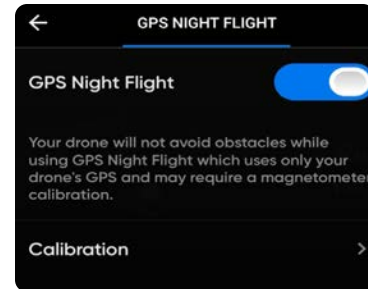 GPS NIGHT FLIGHT
GPS Night Flight
Your drone will not avoid obstacles while
using GPS Night Flight which uses only your
drone's GPS and may require a magnetometer
calibration.
Calibration